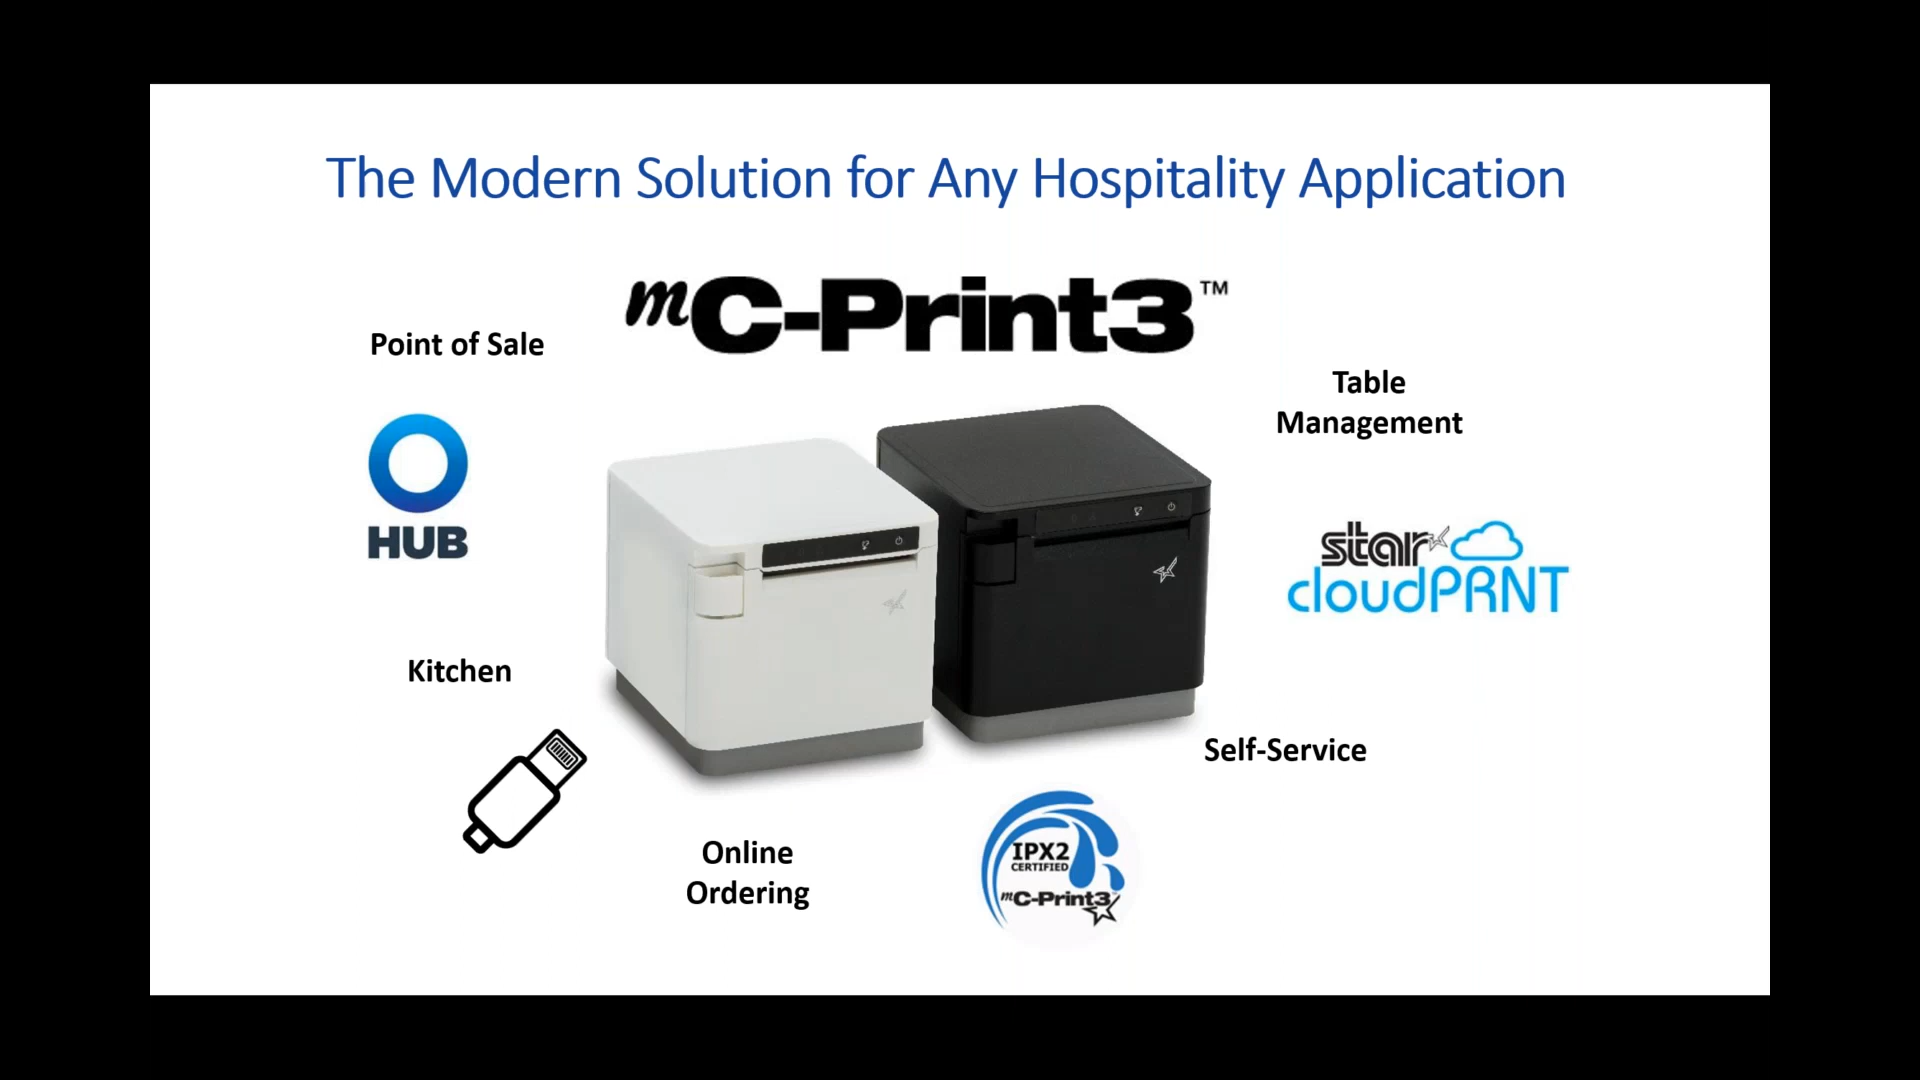 The Modern Solution for Any Hospitality Application
mC-Print3™
Point of Sale
Table
Management
HUB
star
cloudPRNT
Kitchen
Self-Service
Online
Ordering
IPX2
CERTIFIED
mC-Print3